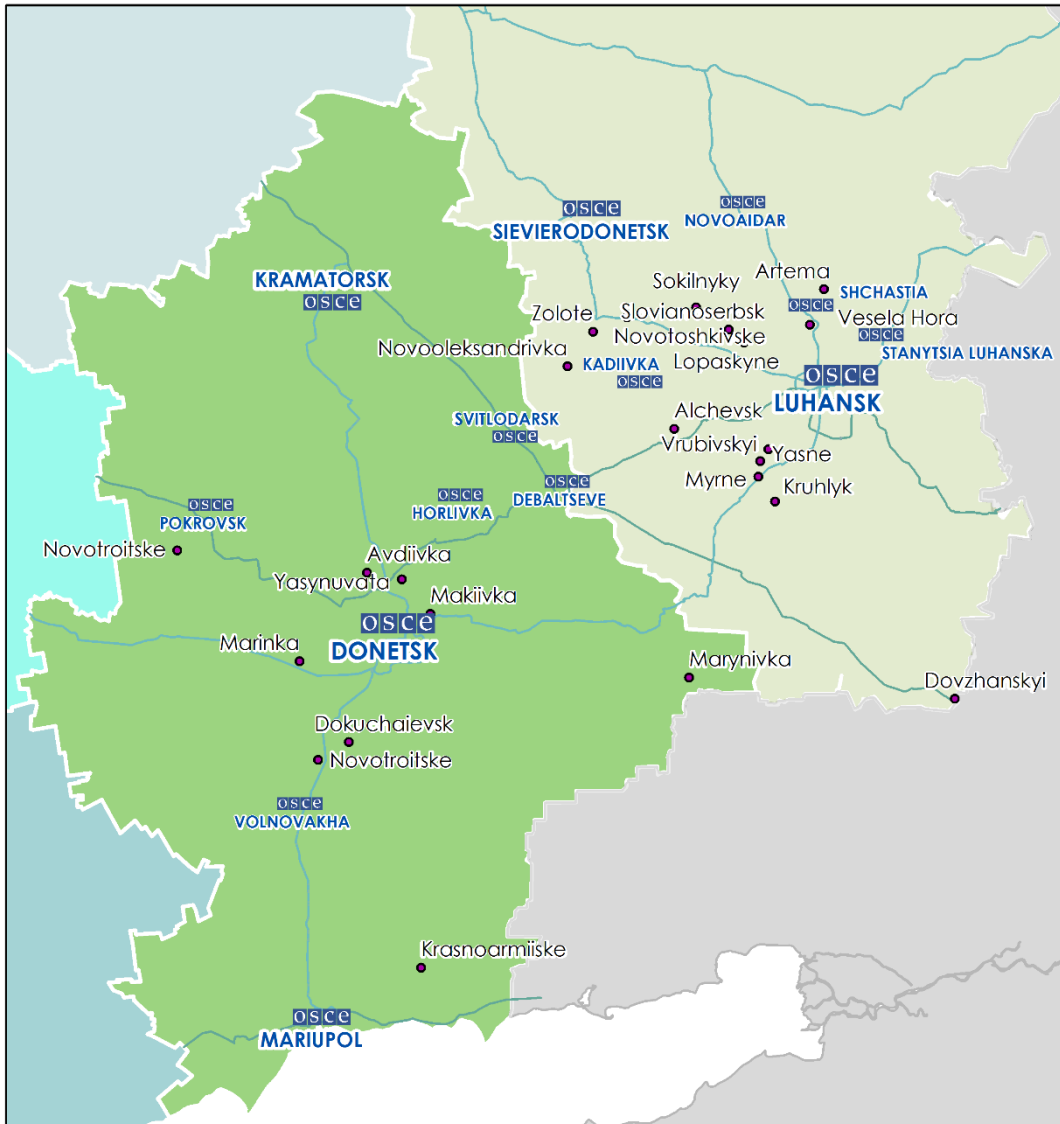 osce
SIEVIERODONETSK
osce
NOVOAIDAR
KRAMATORSK
osce
Sokilnyky
Artema
SHCHASTIA
osce
Zolote
Slovianoserbsk
Vesela Hora
Novotoshkivske
osce
STANYTSIA LUHANSKA
Novooleksandrivka
KADIIVKA
osce
Lopaskyne
osce
LUHANSK
SVITLODARSK
osce
Alchevsk
Vrubivskyi
Yasne
Myrne
Kruhlyk
osce
DEBALTSEVE
osce
HORLIVKA
osce
POKROVSK
Novotroitske
Avdiivka
Yasynuvata
Makiivka
osce
DONETSK
Marinka
Marynivka
Dovzhanskyi
Dokuchaievsk
Novotroitske
osce
VOLNOVAKHA
Krasnoarmiiske
osce
MARIUPOL